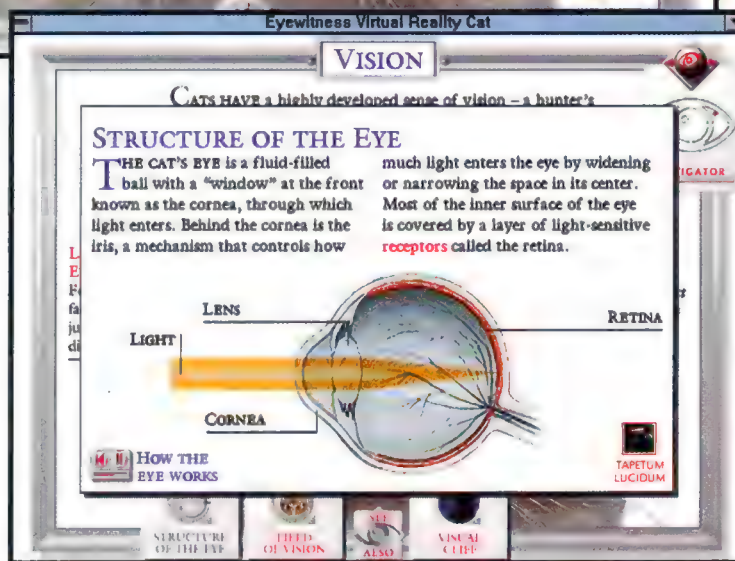 Eyewitness Virtual Reality Cat
VISION
CATS HAVE a highly developed sense of vision – a hunter's
STRUCTURE OF THE EYE
THE CAT'S EYE is a fluid-filled
ball with a "window" at the front
known as the cornea, through which
light enters. Behind the cornea is the
iris, a mechanism that controls how
much light enters the eye by widening
or narrowing the space in its center.
Most of the inner surface of the eye
is covered by a layer of light-sensitive
receptors called the retina.
LENS
LIGHT
RETINA
CORNEA
HOW THE
EYE WORKS
TAPETUM
LUCIDUM
STRUCTURE
OF THE EYE
FIELD
OF VISION
SEE
ALSO
VISUAL
CLIFF